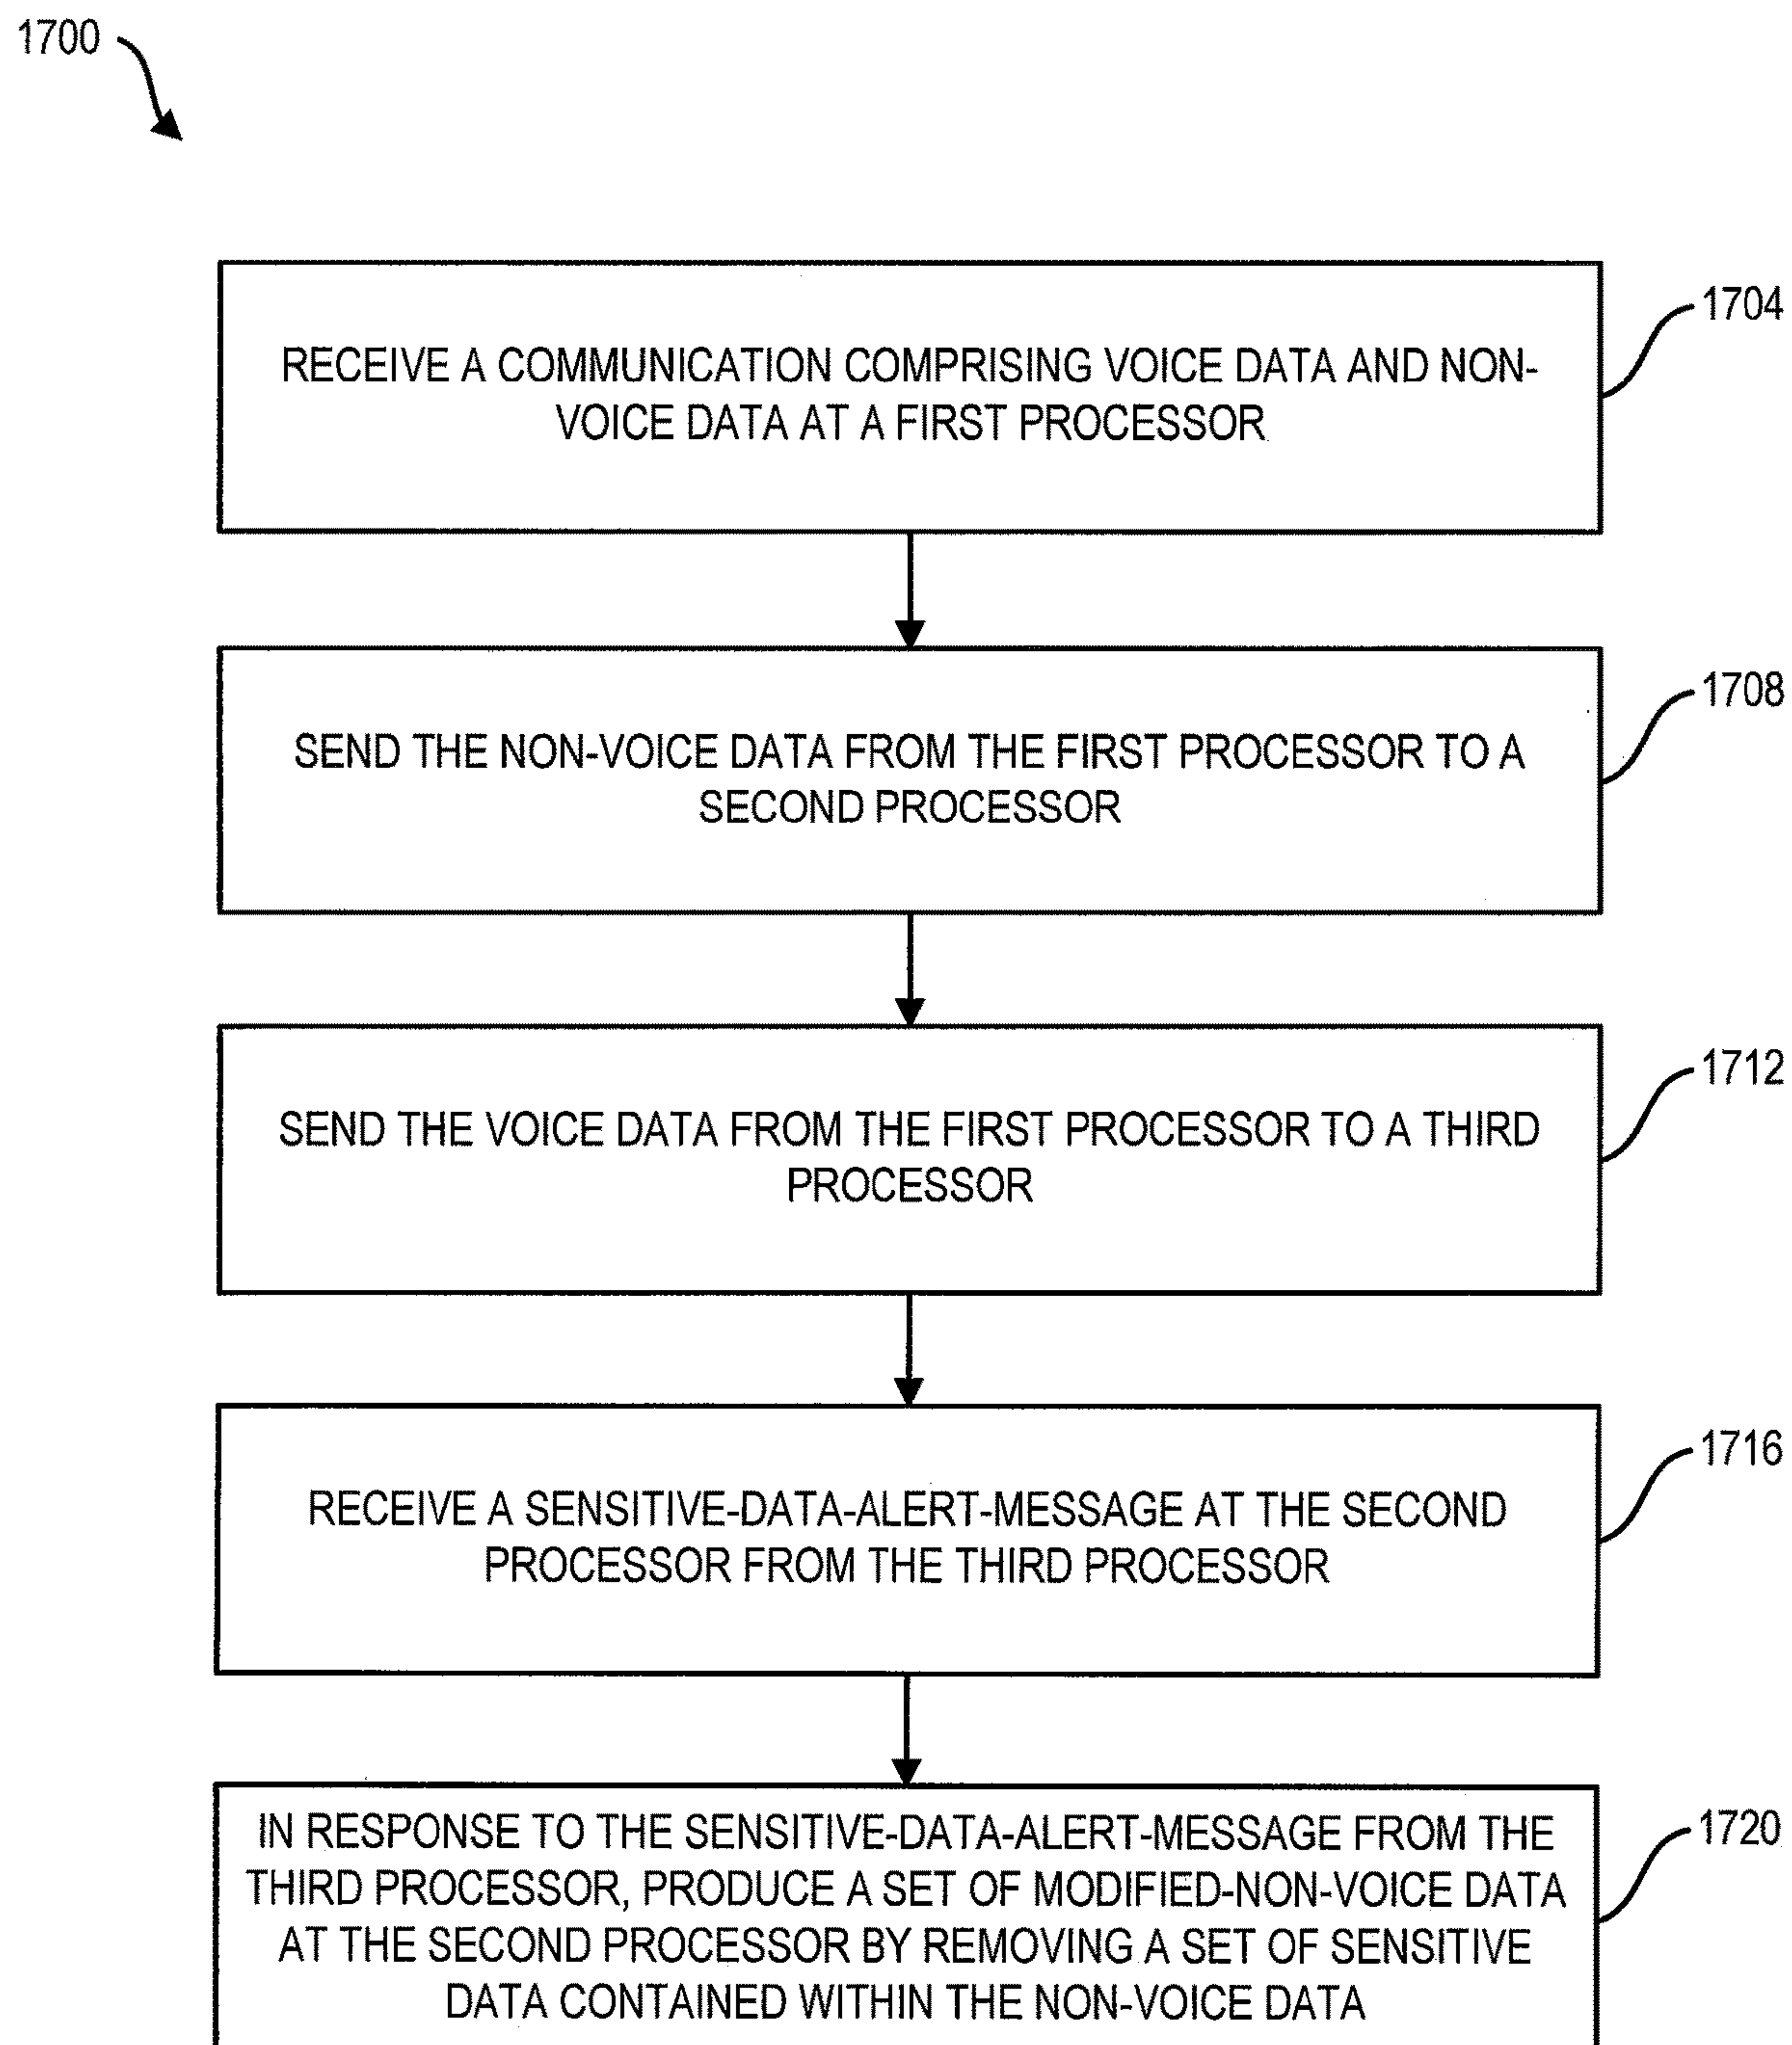 1700
RECEIVE A COMMUNICATION COMPRISING VOICE DATA AND NON-
VOICE DATA AT A FIRST PROCESSOR
1704
SEND THE NON-VOICE DATA FROM THE FIRST PROCESSOR TO A
SECOND PROCESSOR
1708
SEND THE VOICE DATA FROM THE FIRST PROCESSOR TO A THIRD
PROCESSOR
1712
RECEIVE A SENSITIVE-DATA-ALERT-MESSAGE AT THE SECOND
PROCESSOR FROM THE THIRD PROCESSOR
1716
IN RESPONSE TO THE SENSITIVE-DATA-ALERT-MESSAGE FROM THE
THIRD PROCESSOR, PRODUCE A SET OF MODIFIED-NON-VOICE DATA
AT THE SECOND PROCESSOR BY REMOVING A SET OF SENSITIVE
DATA CONTAINED WITHIN THE NON-VOICE DATA
1720